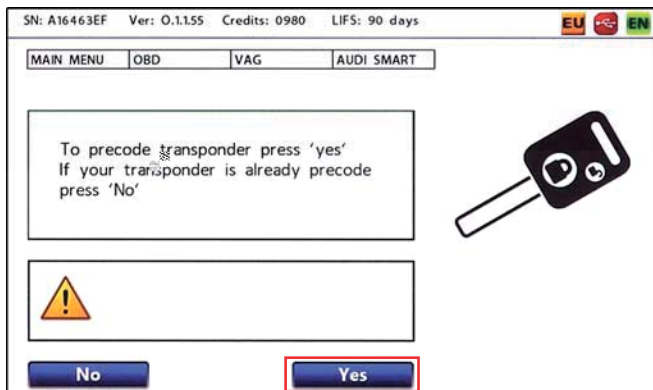 SN: A16463EF Ver: 0.1.1.55 Credits: 0980 LIFS: 90 days EU EN
MAIN MENU OBD VAG AUDI SMART
To precode transponder press ‘yes’
If your transponder is already precode
press ‘No’
No Yes